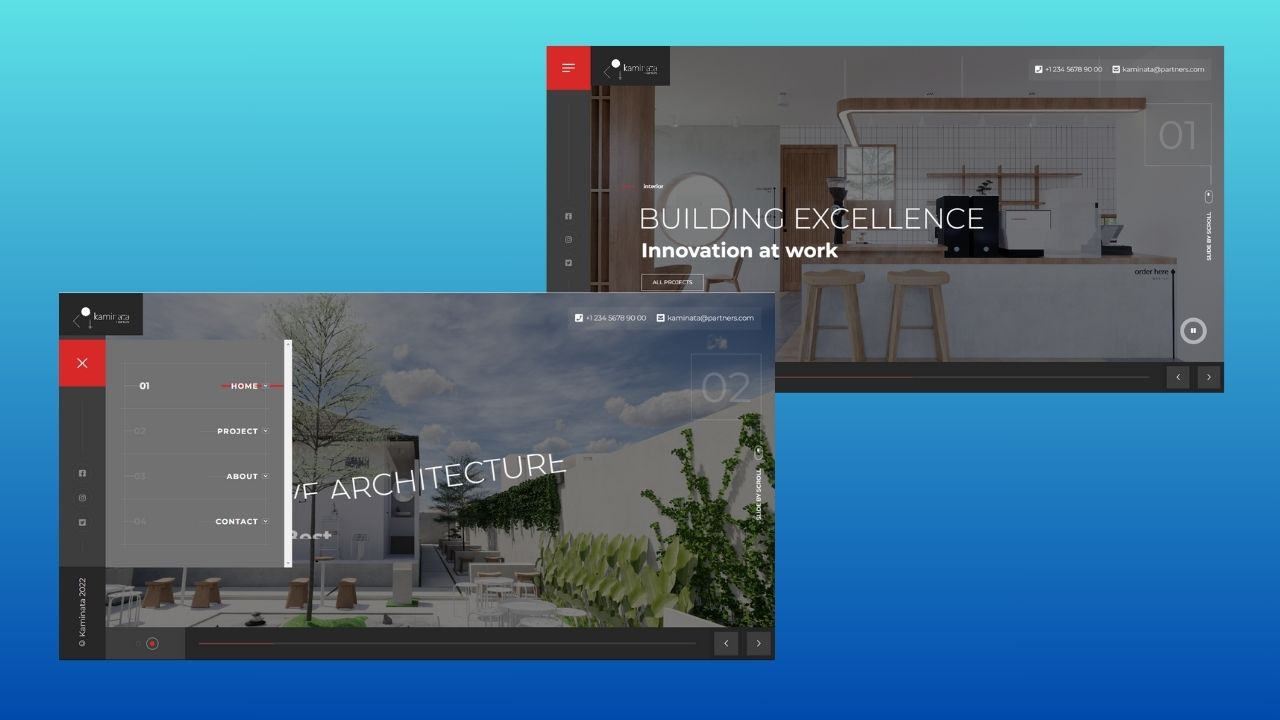 kaminata
+1 234 5678 90 00
kaminata@partners.com
01
interior
BUILDING EXCELLENCE
Innovation at work
ALL PROJECTS
SLIDE BY SCROLL
order here
kaminata
+1 234 5678 90 00
kaminata@partners.com
02
01 HOME
02 PROJECT
03 ABOUT
04 CONTACT
ARCHITECTURE
SLIDE BY SCROLL
© Kaminata 2022